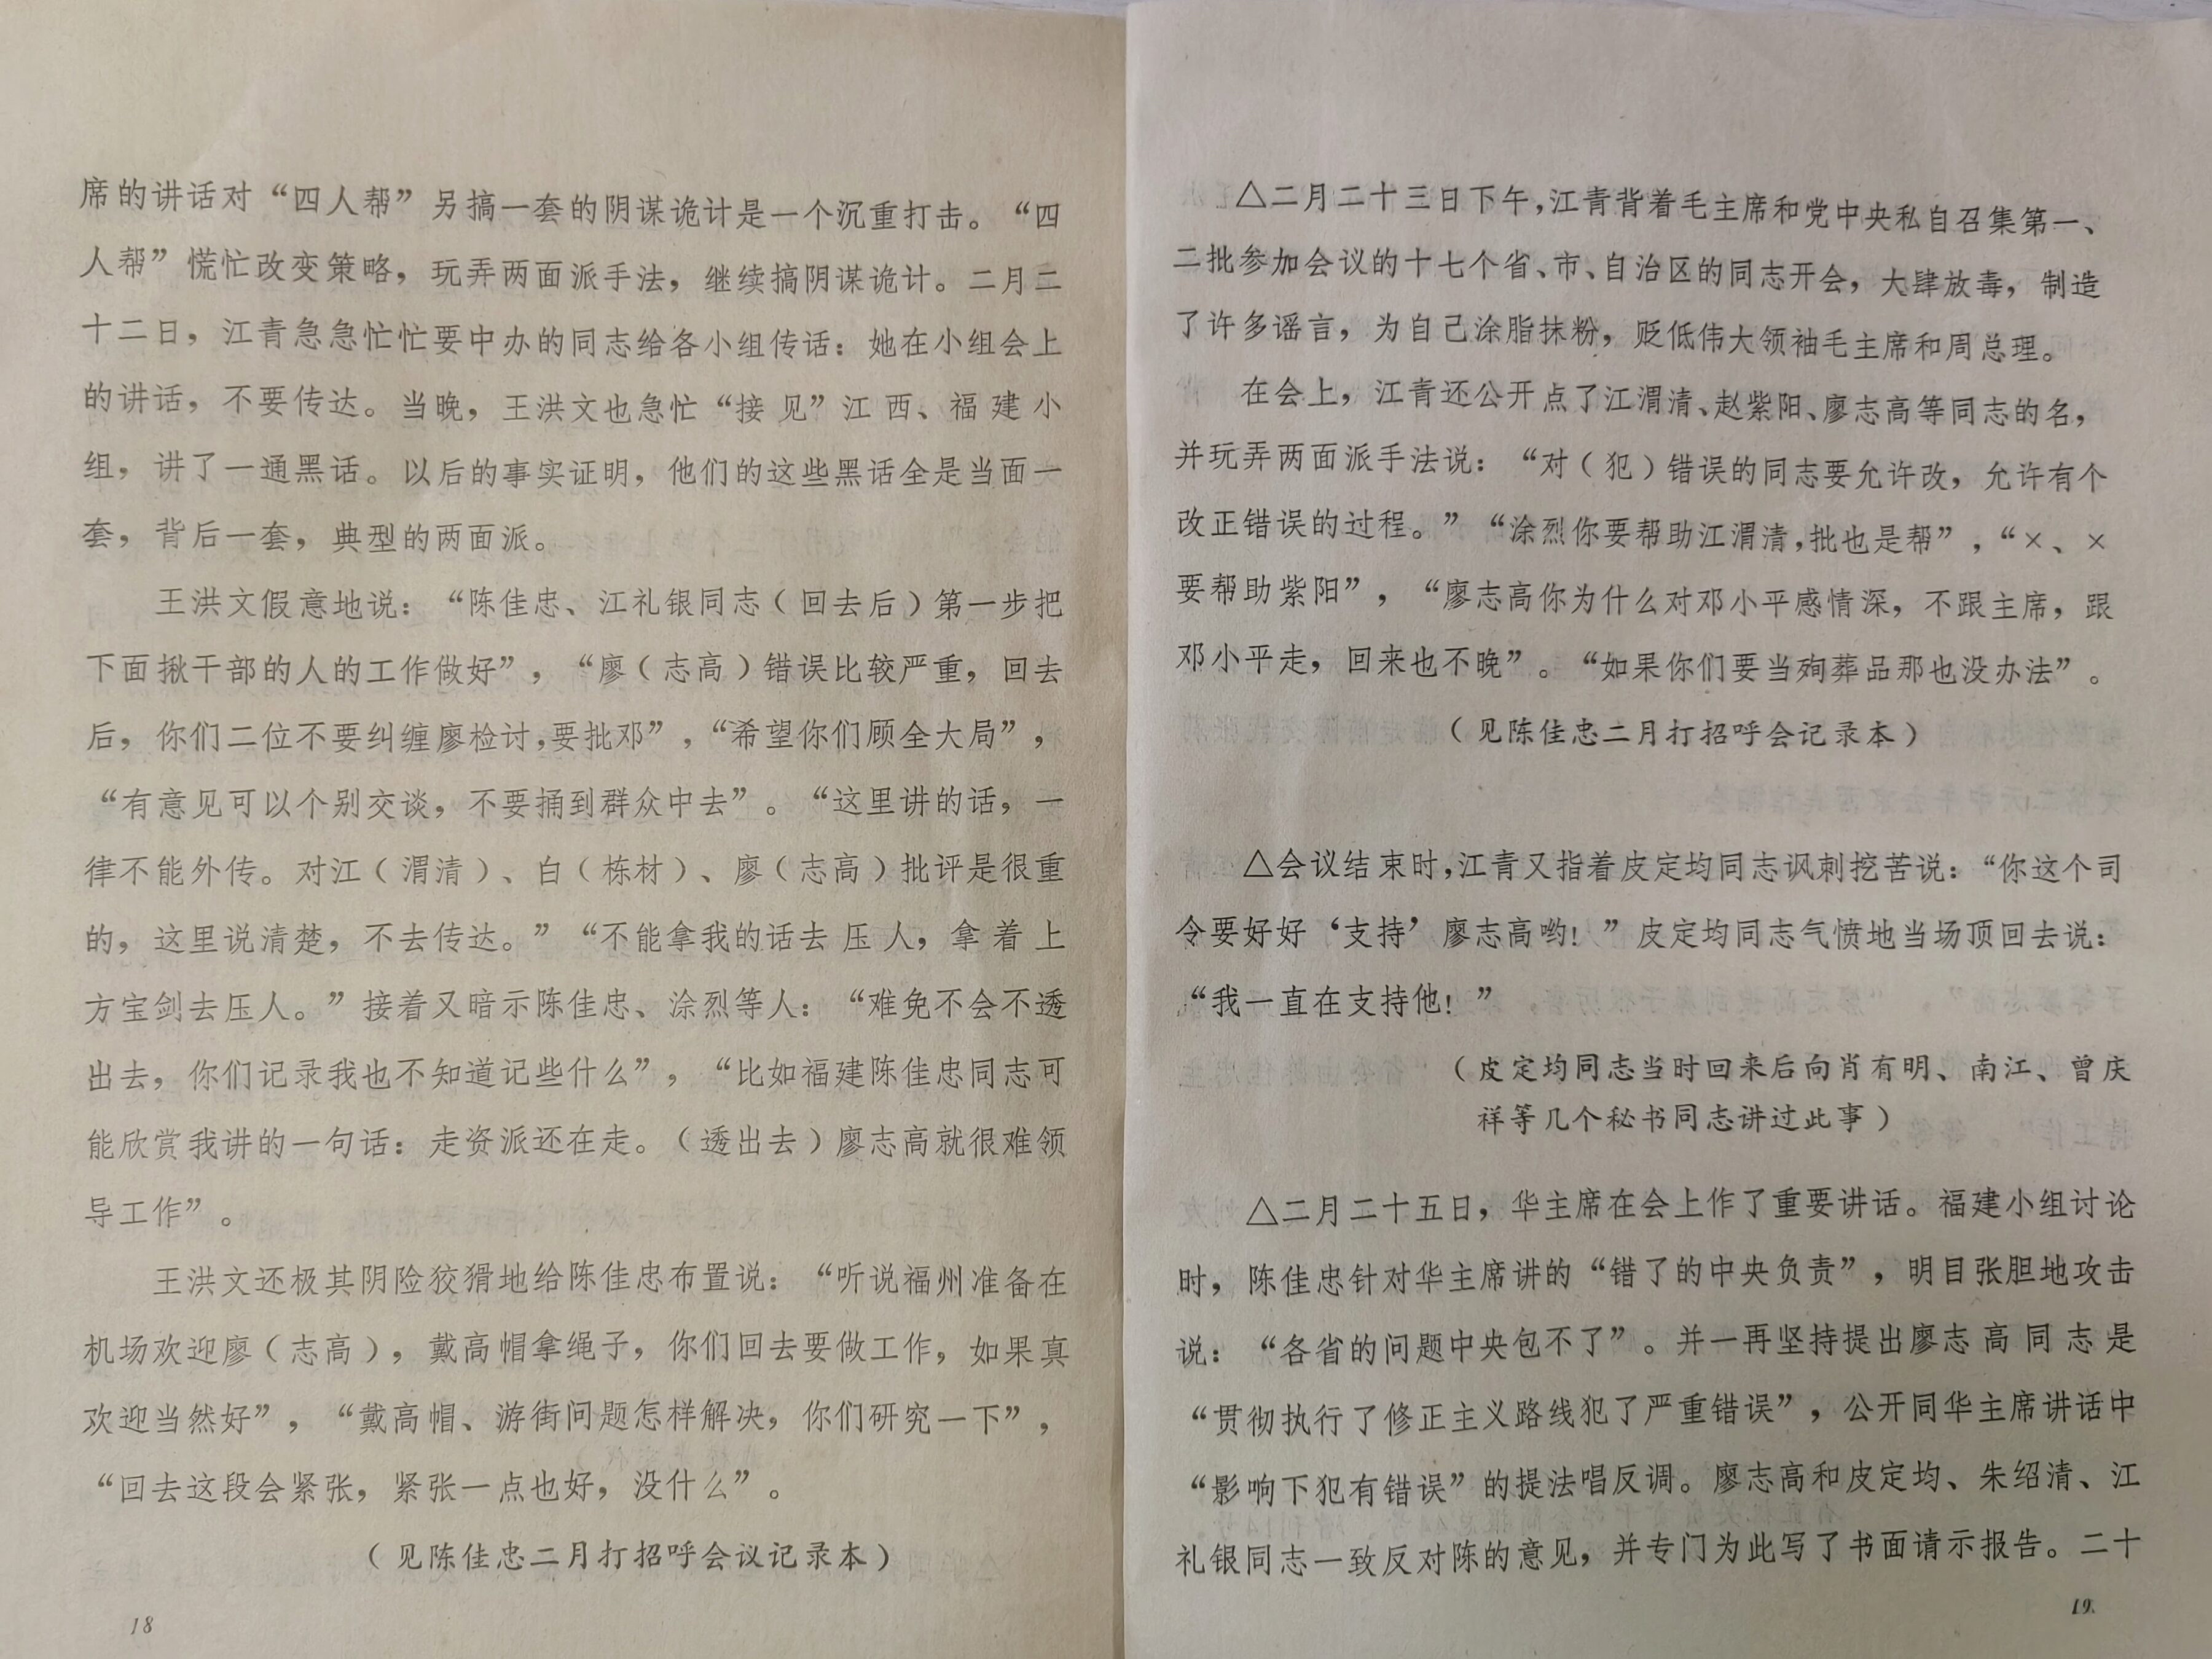 席的讲话对“四人帮”另搞一套的阴谋诡计是一个沉重打击。“四
人帮”慌忙改变策略，玩弄两面派手法，继续搞阴谋诡计。二月二
十二日，江青急急忙忙要中办的同志给各小组传话：她在小组会上
的讲话，不要传达。当晚，王洪文也急忙“接见”江西、福建小
组，讲了一通黑话。以后的事实证明，他们的这些黑话全是当面一
套，背后一套，典型的两面派。
王洪文假意地说：“陈佳忠、江礼银同志（回去后）第一步把
下面揪干部的人的工作做好”，“廖（志高）错误比较严重，回去
后，你们二位不要纠缠廖检讨，要批邓”，“希望你们顾全大局”，
“有意见可以个别交谈，不要捅到群众中去”。“这里讲的话，一
律不能外传。对江（渭清）、白（栋材）、廖（志高）批评是很重
的，这里说清楚，不去传达。”“不能拿我的话去压人，拿着上
方宝剑去压人。”接着又暗示陈佳忠、涂烈等人：“难免不会不透
出去，你们记录我也不知道记些什么”，“比如福建陈佳忠同志可
能欣赏我讲的一句话：走资派还在走。（透出去）廖志高就很难领
导工作”。
王洪文还极其阴险狡猾地给陈佳忠布置说：“听说福州准备在
机场欢迎廖（志高），戴高帽拿绳子，你们回去要做工作，如果真
欢迎当然好”，“戴高帽、游街问题怎样解决，你们研究一下”，
“回去这段会紧张，紧张一点也好，没什么”。
（见陈佳忠二月打招呼会议记录本）
18
△二月二十三日下午，江青背着毛主席和党中央私自召集第一、
二批参加会议的十七个省、市、自治区的同志开会，大肆放毒，制造
了许多谣言，为自己涂脂抹粉，贬低伟大领袖毛主席和周总理。
在会上，江青还公开点了江渭清、赵紫阳、廖志高等同志的名，
并玩弄两面派手法说：“对（犯）错误的同志要允许改，允许有个
改正错误的过程。”“涂烈你要帮助江渭清，批也是帮”，“×、×
要帮助紫阳”，“廖志高你为什么对邓小平感情深，不跟主席，跟
邓小平走，回来也不晚”。“如果你们要当殉葬品那也没办法”。
（见陈佳忠二月打招呼会记录本）
△会议结束时，江青又指着皮定均同志讽刺挖苦说：“你这个司
令要好好‘支持’廖志高哟！”皮定均同志气愤地当场顶回去说：
“我一直在支持他！”
（皮定均同志当时回来后向肖有明、南江、曾庆
祥等几个秘书同志讲过此事）
△二月二十五日，华主席在会上作了重要讲话。福建小组讨论
时，陈佳忠针对华主席讲的“错了的中央负责”，明目张胆地攻击
说：“各省的问题中央包不了”。并一再坚持提出廖志高同志是
“贯彻执行了修正主义路线犯了严重错误”，公开同华主席讲话中
“影响下犯有错误”的提法唱反调。廖志高和皮定均、朱绍清、江
礼银同志一致反对陈的意见，并专门为此写了书面请示报告。二十
19